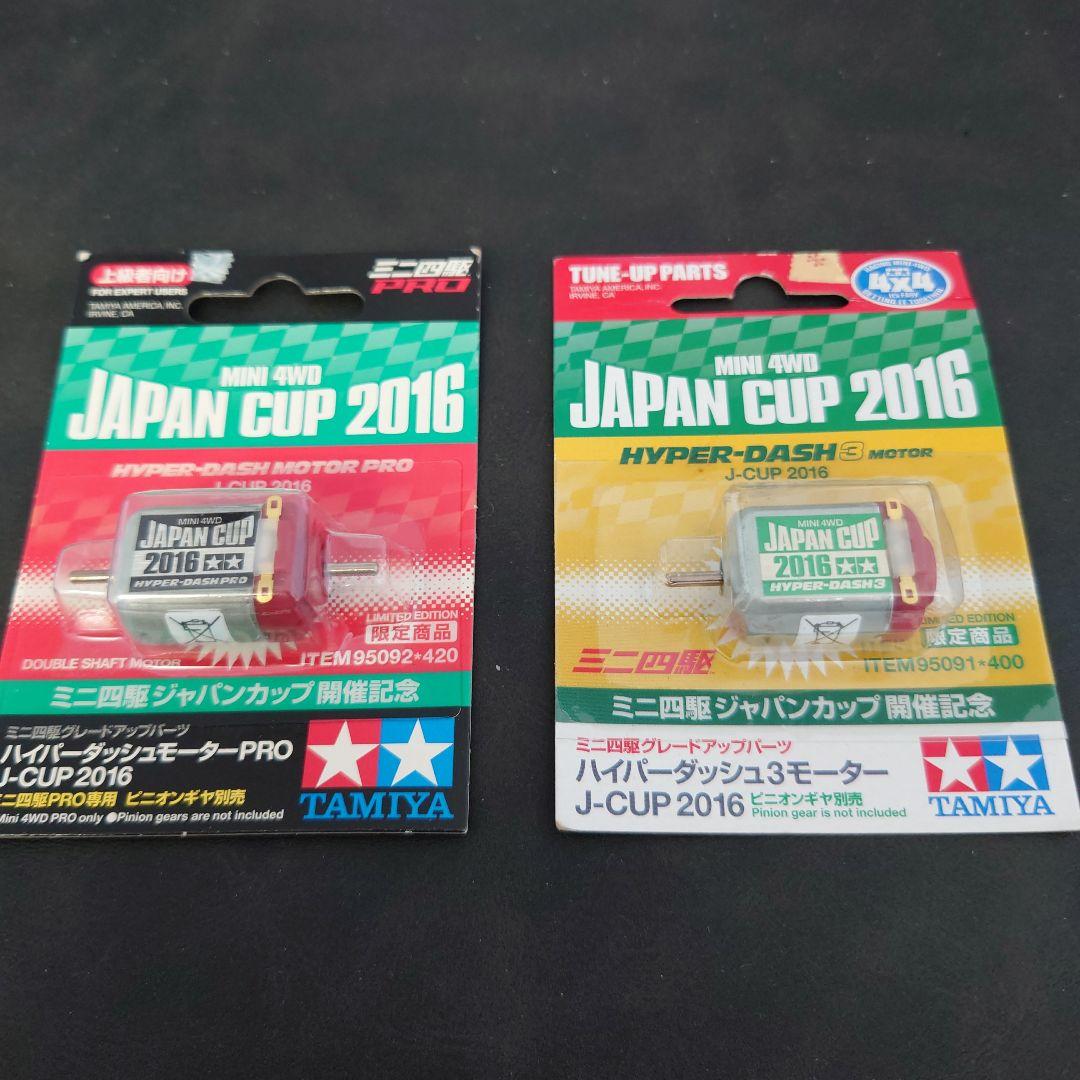 上級者向け
FOR EXPERT USERS
TAMIYA AMERICA, INC.
IRVINE, CA
ミニ四駆
PRO
MINI 4WD
JAPAN CUP 2016
HYPER-DASH MOTOR PRO
J-CUP 2016
MINI 4WD
JAPAN CUP
2016
HYPER-DASH PRO
LIMITED EDITION
限定商品
DOUBLE SHAFT MOTOR
ITEM 95092*420
ミニ四駆ジャパンカップ 開催記念
ミニ四駆グレードアップパーツ
ハイパーダッシュモーターPRO
J-CUP 2016
ミニ四駆PRO専用 ピニオンギヤ別売
Mini 4WD PRO only ●Pinion gears are not included
TAMIYA
TUNE-UP PARTS
TAMIYA AMERICA, INC.
IRVINE, CA
RACING MINI 4WD
4x4
IT'S EASY
PUTTING IT TOGETHER
MINI 4WD
JAPAN CUP 2016
HYPER-DASH 3 MOTOR
J-CUP 2016
MINI 4WD
JAPAN CUP
2016
HYPER-DASH 3
LIMITED EDITION
限定商品
ミニ四駆
ITEM 95091*400
ミニ四駆ジャパンカップ 開催記念
ミニ四駆グレードアップパーツ
ハイパーダッシュ3モーター
J-CUP 2016 ピニオンギヤ別売
Pinion gear is not included
TAMIYA